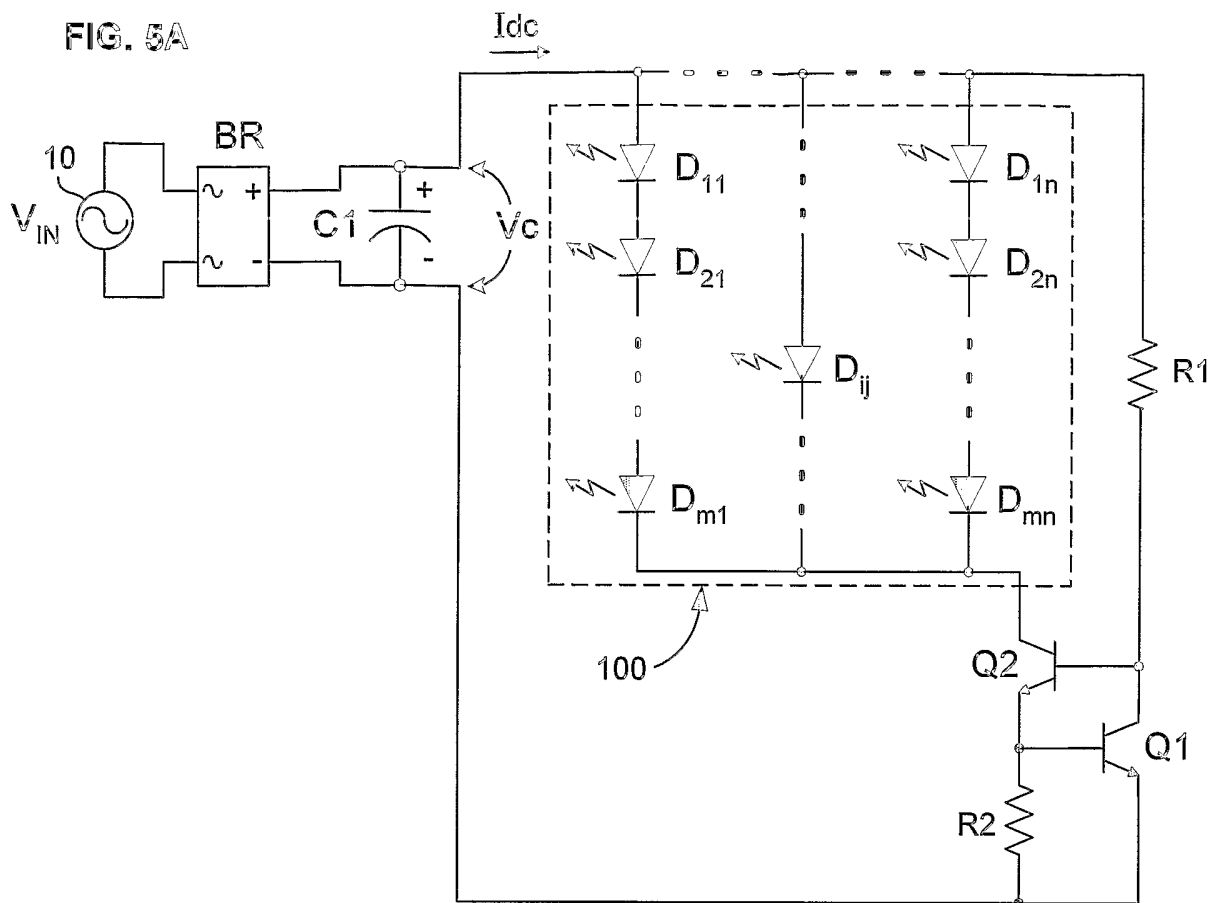 FIG. 5A
Idc
BR
10
VIN
~ +
~ -
C1
+
-
Vc
D11
D1n
D21
D2n
Dij
R1
Dm1
Dmn
100
Q2
Q1
R2